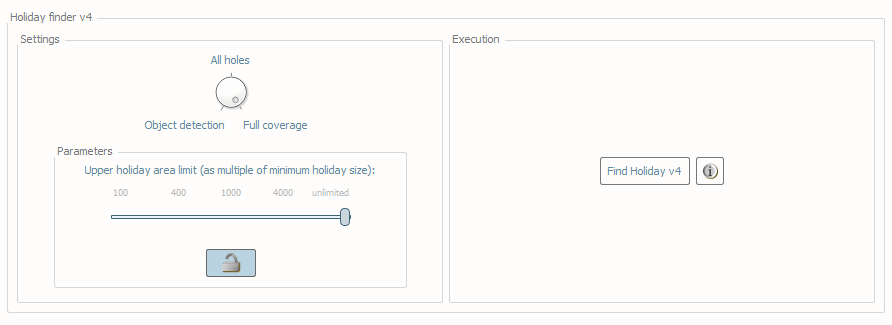 Holiday finder v4
Settings
All holes
Object detection
Full coverage
Parameters
Upper holiday area limit (as multiple of minimum holiday size):
100 400 1000 4000 unlimited
Execution
Find Holiday v4